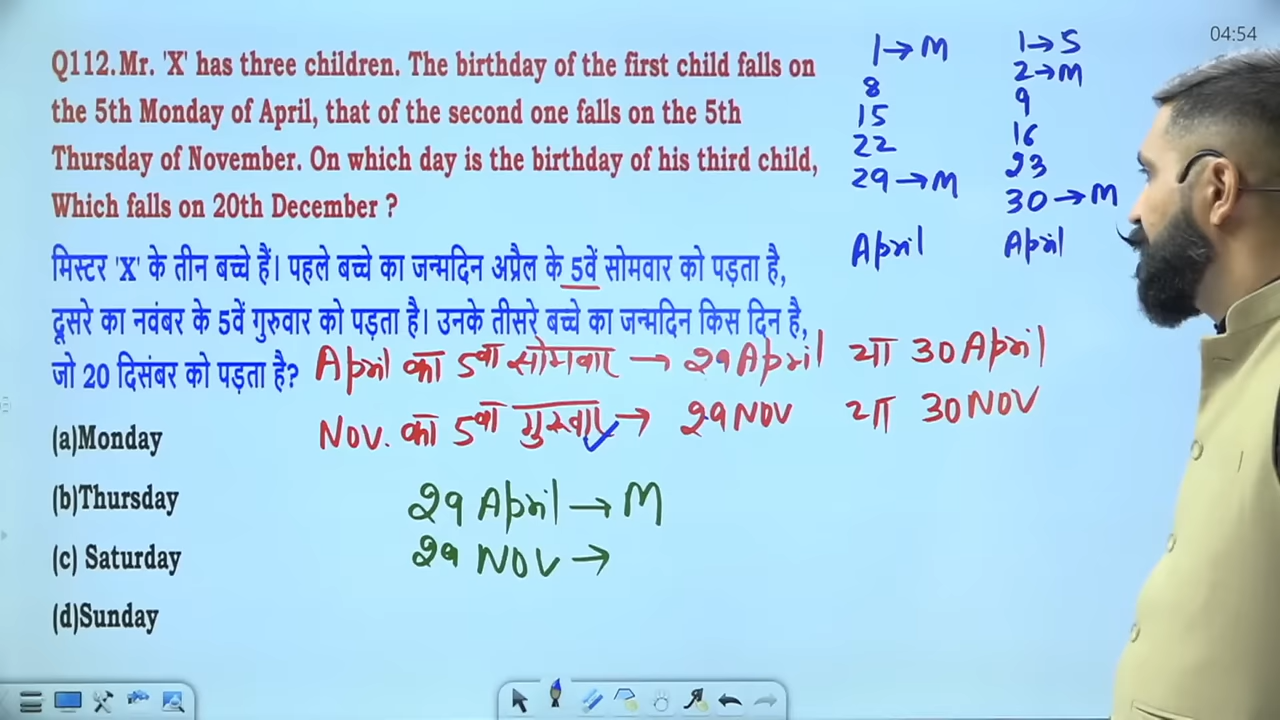 04:54
Q112.Mr. 'X' has three children. The birthday of the first child falls on
the 5th Monday of April, that of the second one falls on the 5th
Thursday of November. On which day is the birthday of his third child,
Which falls on 20th December ?
मिस्टर 'X' के तीन बच्चे हैं। पहले बच्चे का जन्मदिन अप्रैल के 5वें सोमवार को पड़ता है,
दूसरे का नवंबर के 5वें गुरुवार को पड़ता है। उनके तीसरे बच्चे का जन्मदिन किस दिन है,
जो 20 दिसंबर को पड़ता है?
(a)Monday
(b)Thursday
(c) Saturday
(d)Sunday
1→M
8
15
22
29→M
April
1→S
2→M
9
16
23
30→M
April
April का 5वा सोमवार → 29 April या 30 April
NOV. का 5वा गुरुवार → 29 NOV या 30 NOV
29 April → M
29 NOV →